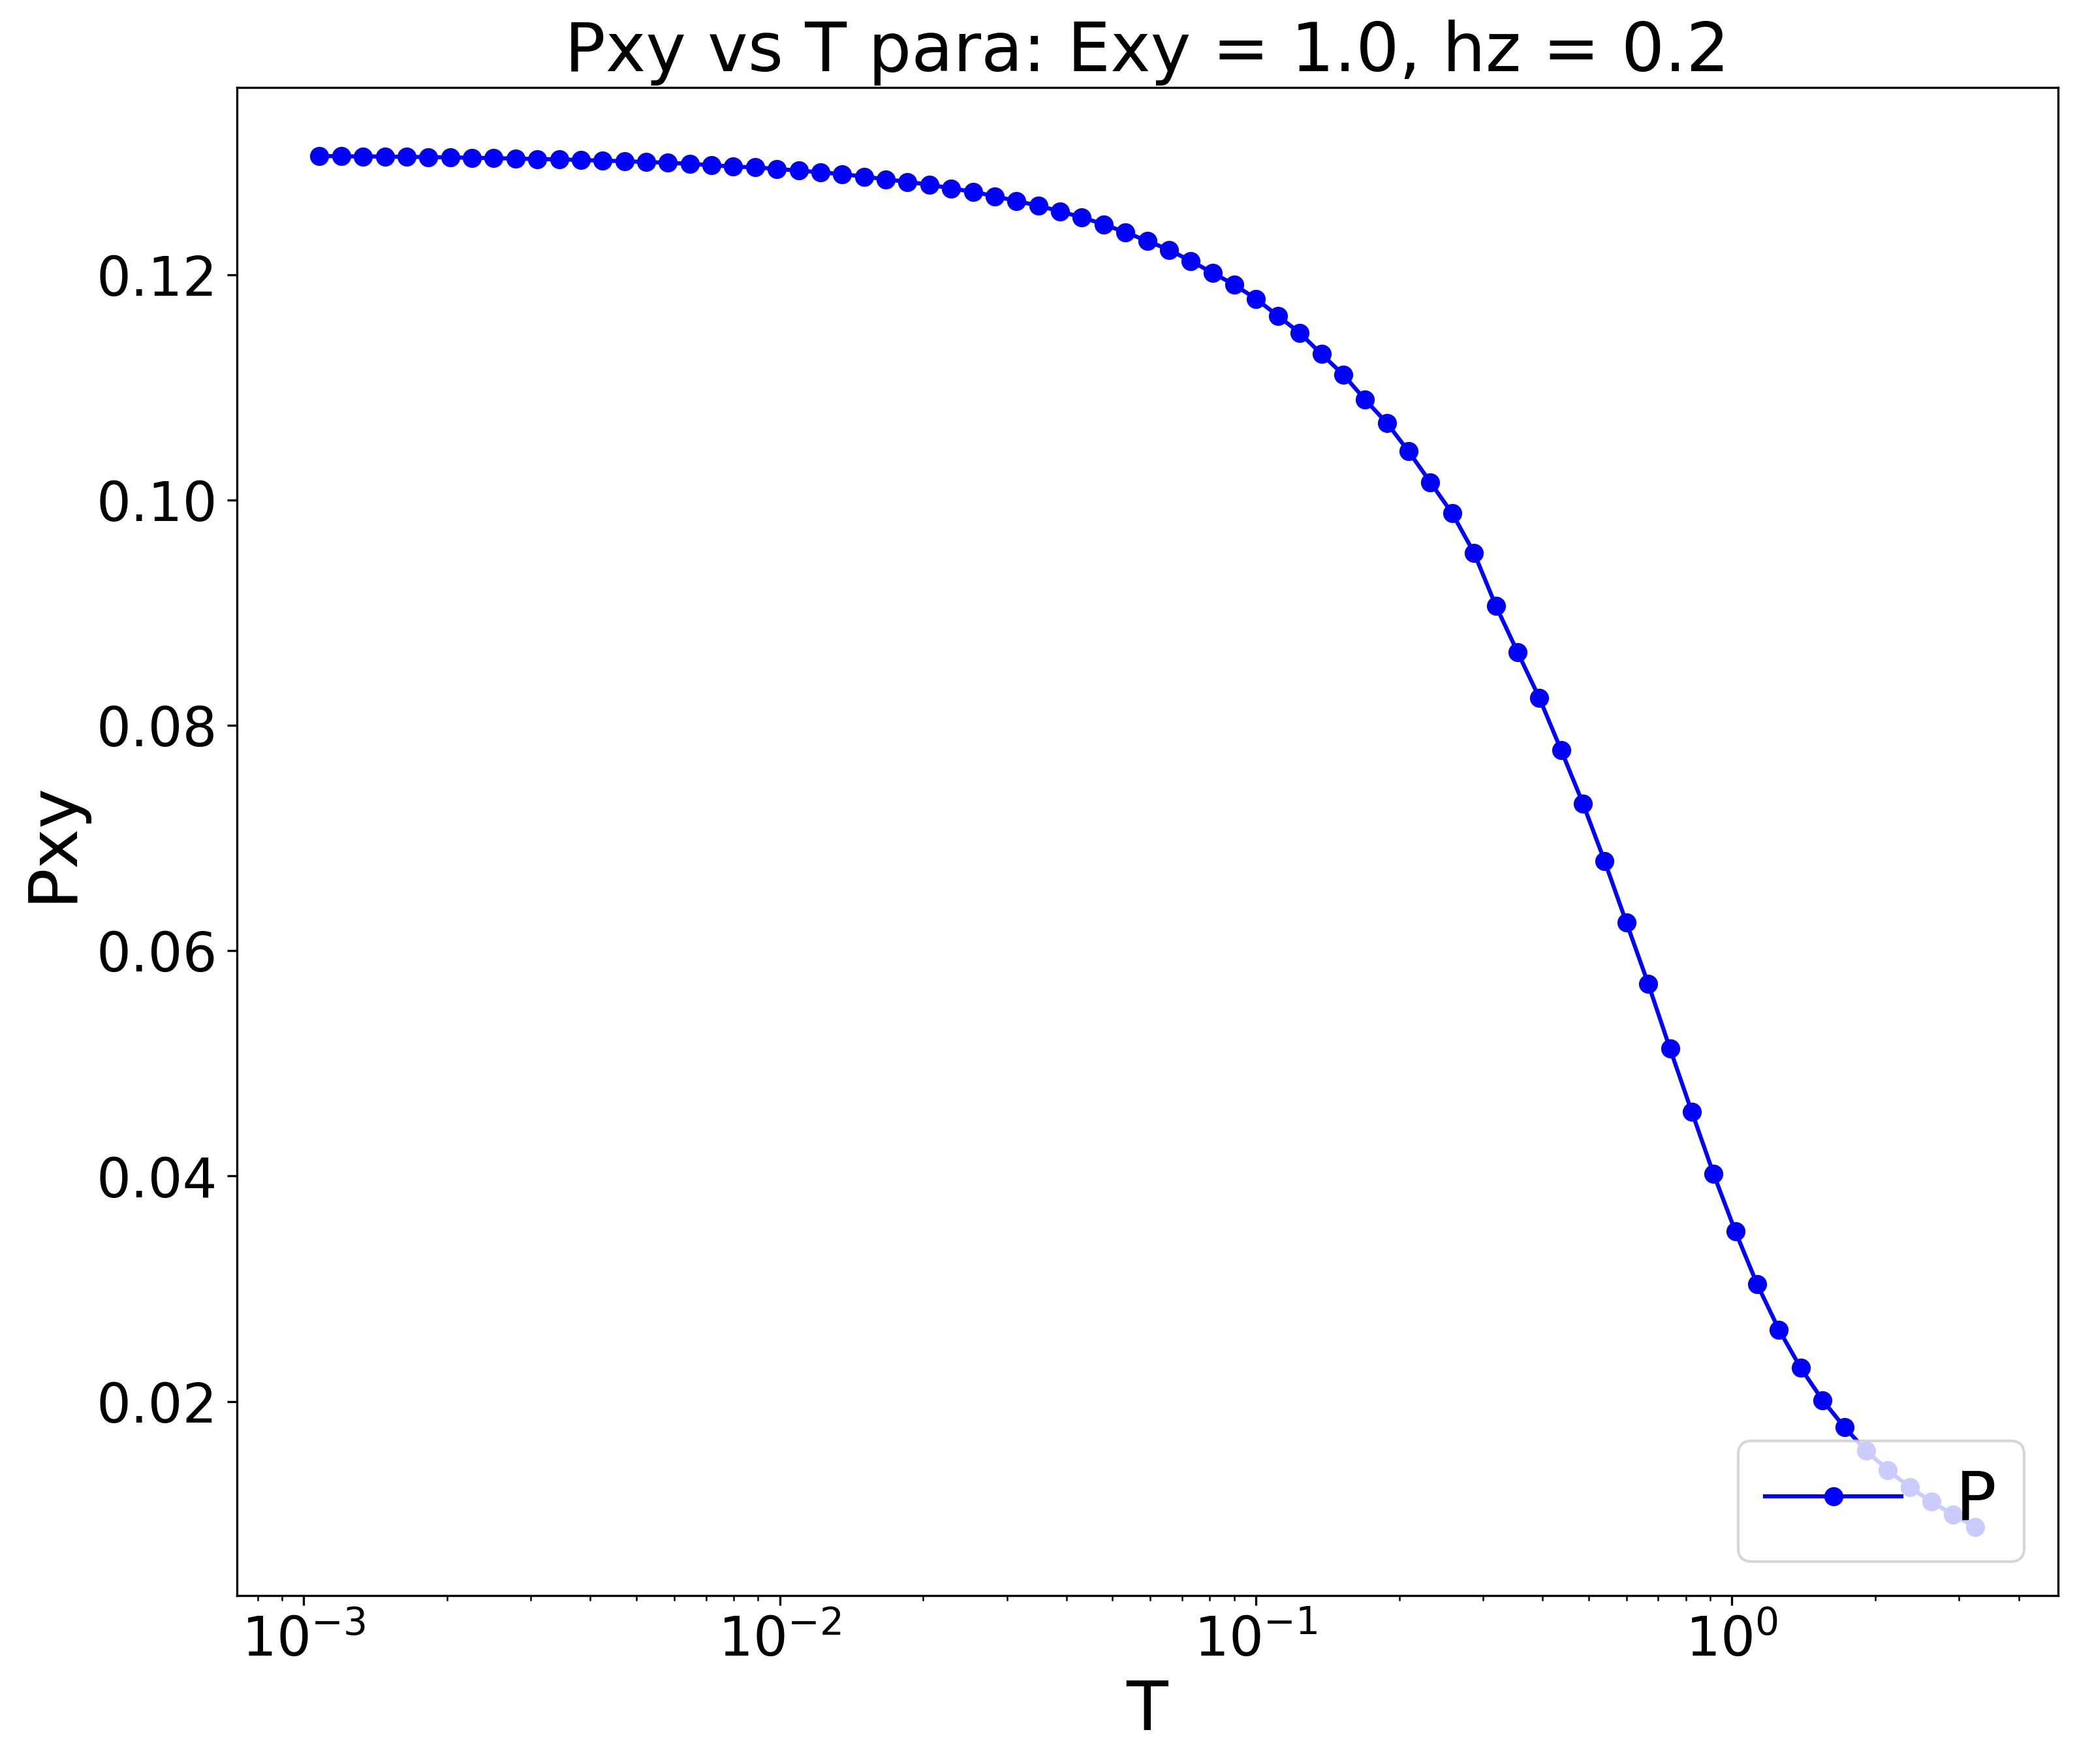 Pxy vs T para: Exy = 1.0, hz = 0.2
0.12
0.10
0.08
0.06
0.04
0.02
Pxy
P
10⁻³ 10⁻² 10⁻¹ 10⁰
T